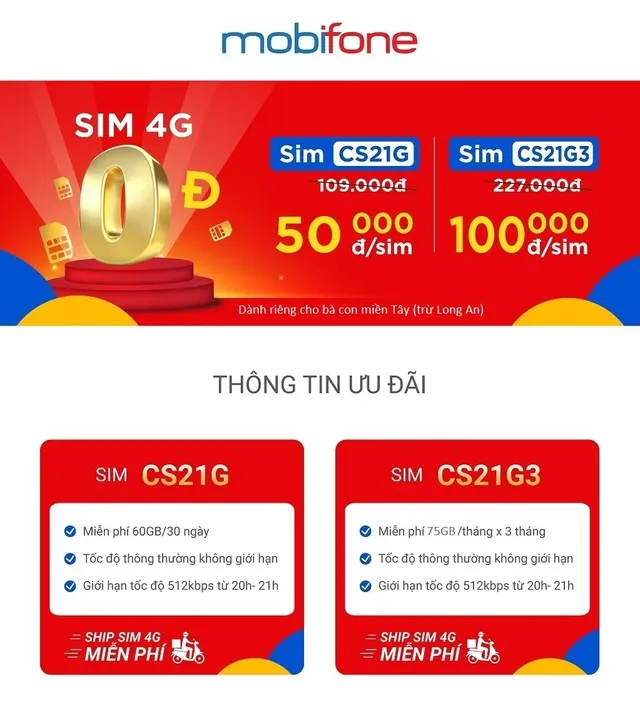 mobifone
SIM 4G
0Đ
Sim CS21G
109.000đ
50 000 đ/sim
Sim CS21G3
227.000đ
100 000 đ/sim
Dành riêng cho bà con miền Tây (trừ Long An)
THÔNG TIN ƯU ĐÃI
SIM CS21G
Miễn phí 60GB/30 ngày
Tốc độ thông thường không giới hạn
Giới hạn tốc độ 512kbps từ 20h- 21h
SHIP SIM 4G
MIỄN PHÍ
SIM CS21G3
Miễn phí 75GB/tháng x 3 tháng
Tốc độ thông thường không giới hạn
Giới hạn tốc độ 512kbps từ 20h- 21h
SHIP SIM 4G
MIỄN PHÍ